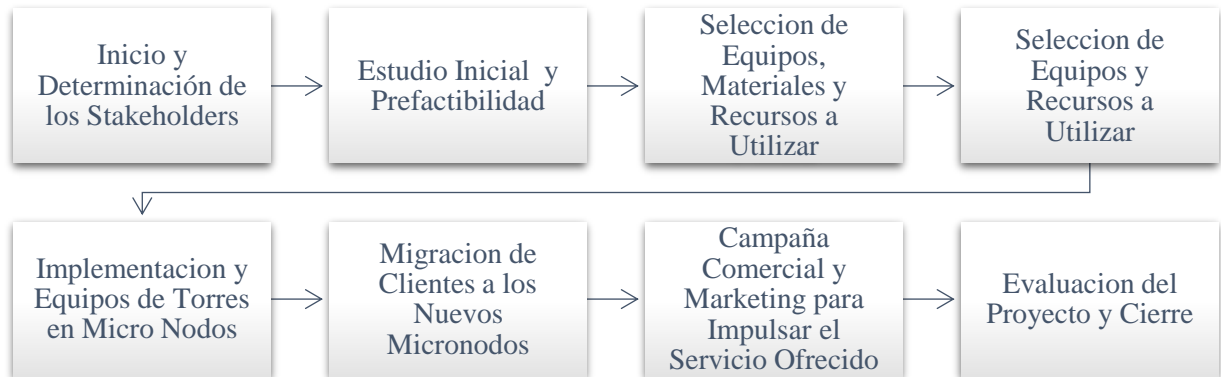 Inicio y
Determinación de
los Stakeholders
Estudio Inicial y
Prefactibilidad
Seleccion de
Equipos,
Materiales y
Recursos a
Utilizar
Seleccion de
Equipos y
Recursos a
Utilizar
Implementacion y
Equipos de Torres
en Micro Nodos
Migracion de
Clientes a los
Nuevos
Micronodos
Campaña
Comercial y
Marketing para
Impulsar el
Servicio Ofrecido
Evaluacion del
Proyecto y Cierre